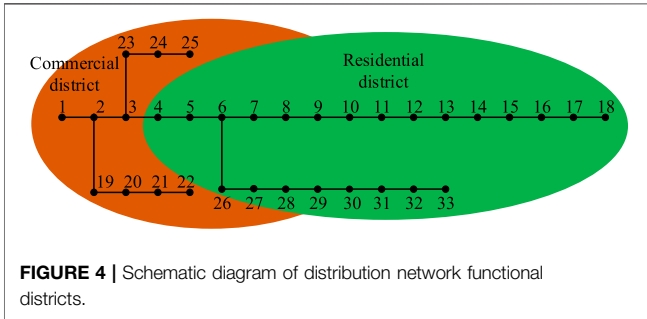 23 24 25
Commercial
district
Residential
district
1 2 3 4 5 6 7 8 9 10 11 12 13 14 15 16 17 18
19 20 21 22
26 27 28 29 30 31 32 33
FIGURE 4 | Schematic diagram of distribution network functional
districts.